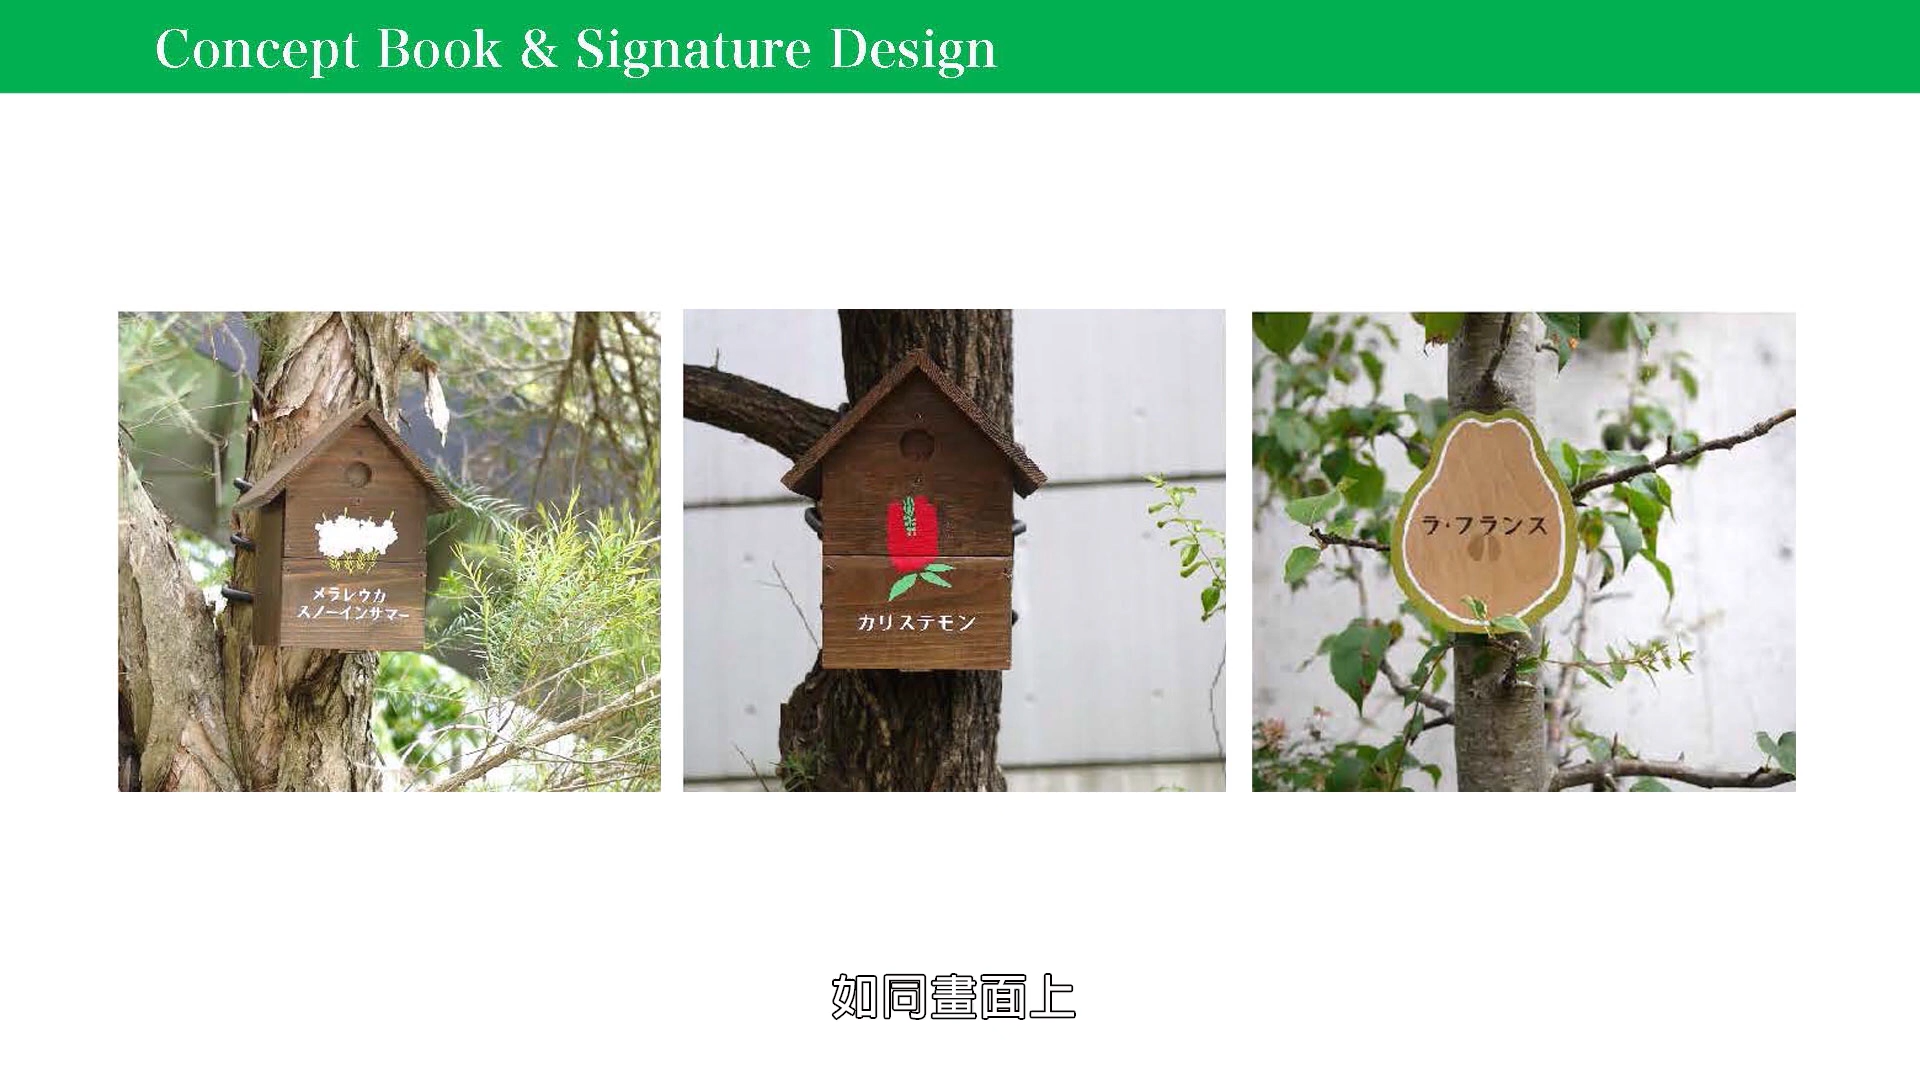 Concept Book & Signature Design
メラレウカ
スノーインサマー
カリステモン
ラ・フランス
如同畫面上